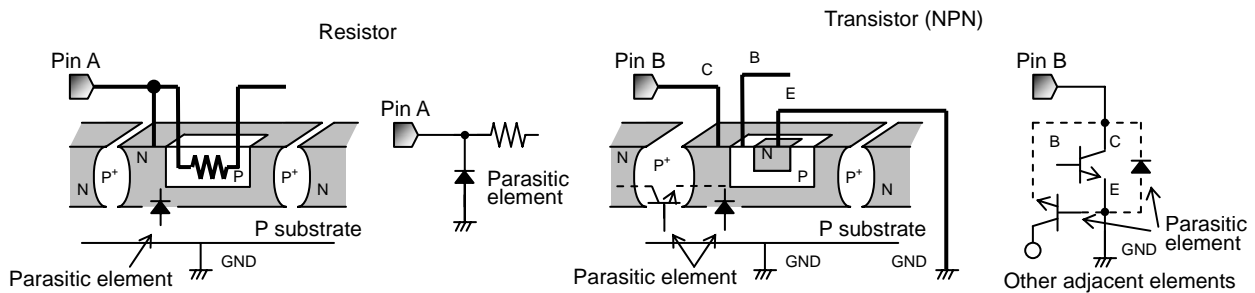 Resistor
Pin A
N
N
P+
P
P+
N
P substrate
GND
Parasitic element
Pin A
Parasitic
element
Transistor (NPN)
Pin B
C
B
E
N
N
P+
N
P
P+
N
P substrate
GND
GND
Parasitic element
Pin B
B
C
E
GND
Parasitic
element
Other adjacent elements